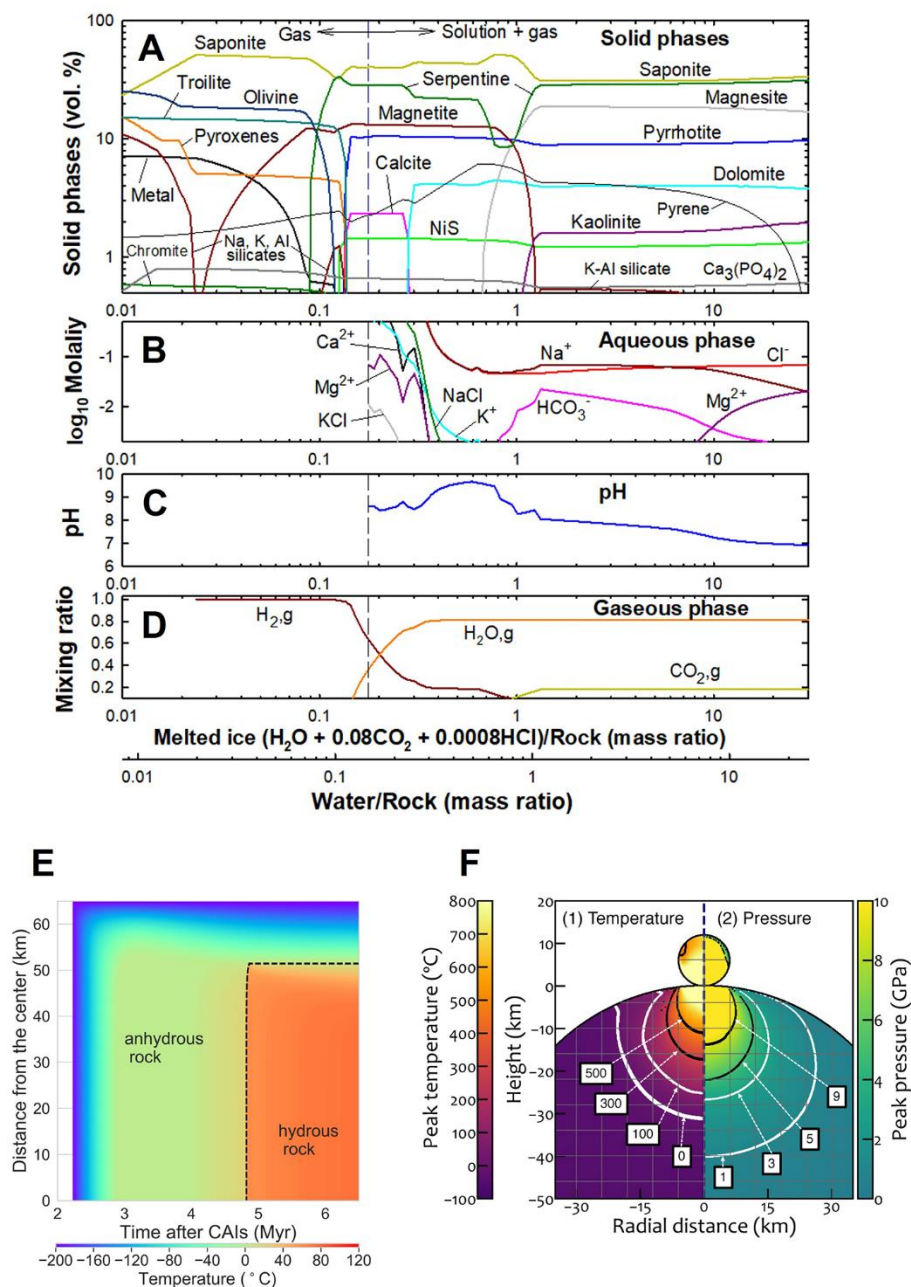 A
Gas
Solution + gas
Solid phases
Saponite
Saponite
Troilite
Olivine
Serpentine
Magnesite
Magnetite
Pyroxenes
Pyrrhotite
Calcite
Dolomite
Metal
Pyrene
Chromite
Na, K, Al
silicates
NiS
Kaolinite
K-Al silicate
Ca3(PO4)2
Solid phases (vol. %)
100
10
1
0.01
0.1
1
10
B
Aqueous phase
Ca2+
Na+
Cl-
Mg2+
NaCl
K+
HCO3-
Mg2+
KCl
log10 Molaliy
-1
-2
0.1
1
10
C
pH
pH
10
9
8
7
6
0.01
0.1
1
10
D
Gaseous phase
H2,g
H2O,g
CO2,g
Mixing ratio
1.0
0.8
0.6
0.4
0.2
0.01
0.1
1
10
Melted ice (H2O + 0.08CO2 + 0.0008HCl)/Rock (mass ratio)
0.01
0.1
1
10
Water/Rock (mass ratio)
E
Distance from the center (km)
60
50
40
30
20
10
0
anhydrous
rock
hydrous
rock
2
3
4
5
6
Time after CAIs (Myr)
−200
−160
−120
−80
−40
0
40
80
120
Temperature (°C)
F
Peak temperature (°C)
800
700
600
500
400
300
200
100
0
−100
(1) Temperature
(2) Pressure
Height (km)
20
10
0
−10
−20
−30
−40
−50
500
300
100
0
1
3
5
9
−30
−15
0
15
30
Radial distance (km)
10
8
6
4
2
0
Peak pressure (GPa)